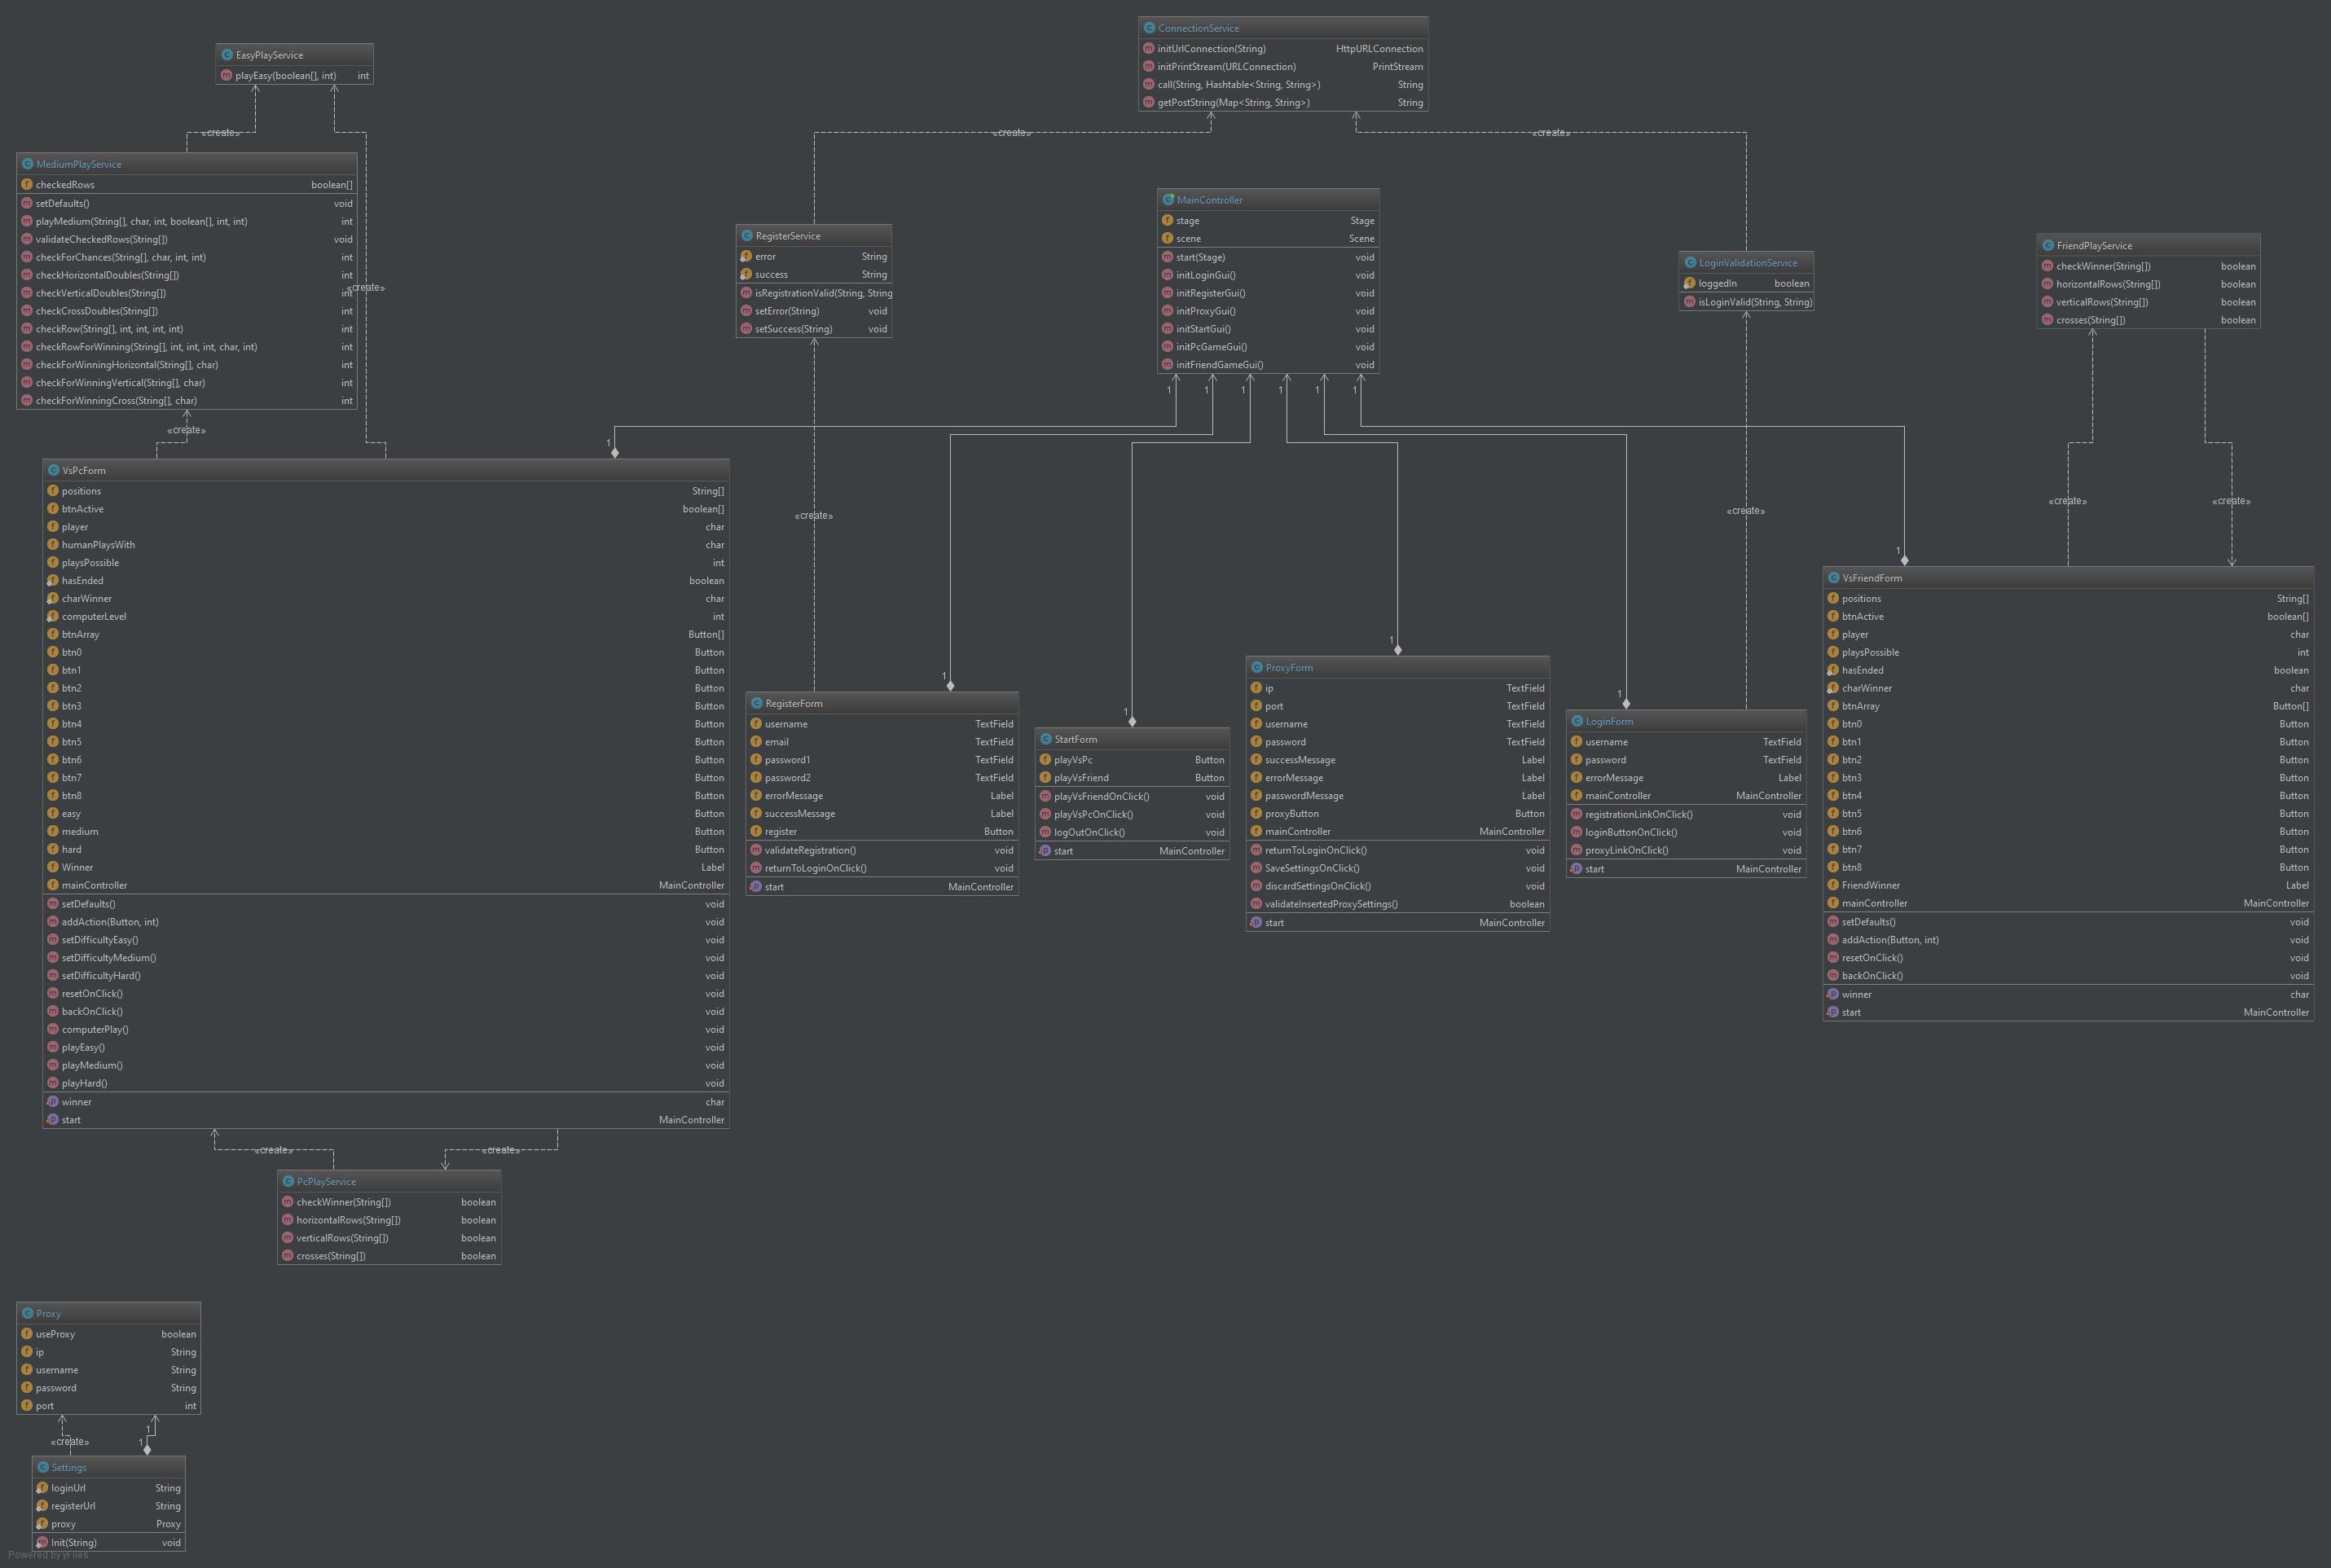 ConnectionService
initUrlConnection(String) HttpURLConnection
initPrintStream(URLConnection) PrintStream
call(String, Hashtable<String, String>) String
getPostString(Map<String, String>) String
EasyPlayService
playEasy(boolean[], int) int
«create»
«create»
«create»
MediumPlayService
checkedRows boolean[]
setDefaults() void
playMedium(String[], char, int, boolean[], int, int) int
validateCheckedRows(String[]) void
checkForChances(String[], char, int, int) int
checkHorizontalDoubles(String[]) int
checkVerticalDoubles(String[]) int
checkCrossDoubles(String[]) int
checkRow(String[], int, int, int, int) int
checkRowForWinning(String[], int, int, int, char, int) int
checkForWinningHorizontal(String[], char) int
checkForWinningVertical(String[], char) int
checkForWinningCross(String[], char) int
«create»
RegisterService
error String
success String
isRegistrationValid(String, String
setError(String) void
setSuccess(String) void
MainController
stage Stage
scene Scene
start(Stage) void
initLoginGui() void
initRegisterGui() void
initProxyGui() void
initStartGui() void
initPcGameGui() void
initFriendGameGui() void
LoginValidationService
loggedIn boolean
isLoginValid(String, String)
FriendPlayService
checkWinner(String[]) boolean
horizontalRows(String[]) boolean
verticalRows(String[]) boolean
crosses(String[]) boolean
1 1 1 1 1 1
«create»
1
VsPcForm
positions String[]
btnActive boolean[]
player char
humanPlaysWith char
playsPossible int
hasEnded boolean
charWinner char
computerLevel int
btnArray Button[]
btn0 Button
btn1 Button
btn2 Button
btn3 Button
btn4 Button
btn5 Button
btn6 Button
btn7 Button
btn8 Button
easy Button
medium Button
hard Button
Winner Label
mainController MainController
setDefaults() void
addAction(Button, int) void
setDifficultyEasy() void
setDifficultyMedium() void
setDifficultyHard() void
resetOnClick() void
backOnClick() void
computerPlay() void
playEasy() void
playMedium() void
playHard() void
winner char
start MainController
«create»
«create»
«create»
«create»
1
RegisterForm
username TextField
email TextField
password1 TextField
password2 TextField
errorMessage Label
successMessage Label
register Button
validateRegistration() void
returnToLoginOnClick() void
start MainController
1
StartForm
playVsPc Button
playVsFriend Button
playVsFriendOnClick() void
playVsPcOnClick() void
logOutOnClick() void
start MainController
1
ProxyForm
ip TextField
port TextField
username TextField
password TextField
successMessage Label
errorMessage Label
passwordMessage Label
proxyButton Button
mainController MainController
returnToLoginOnClick() void
SaveSettingsOnClick() void
discardSettingsOnClick() void
validateInsertedProxySettings() boolean
start MainController
1
LoginForm
username TextField
password TextField
errorMessage Label
mainController MainController
registrationLinkOnClick() void
loginButtonOnClick() void
proxyLinkOnClick() void
start MainController
1
VsFriendForm
positions String[]
btnActive boolean[]
player char
playsPossible int
hasEnded boolean
charWinner char
btnArray Button[]
btn0 Button
btn1 Button
btn2 Button
btn3 Button
btn4 Button
btn5 Button
btn6 Button
btn7 Button
btn8 Button
FriendWinner Label
mainController MainController
setDefaults() void
addAction(Button, int) void
resetOnClick() void
backOnClick() void
winner char
start MainController
«create»
«create»
PcPlayService
checkWinner(String[]) boolean
horizontalRows(String[]) boolean
verticalRows(String[]) boolean
crosses(String[]) boolean
Proxy
useProxy boolean
ip String
username String
password String
port int
1
«create»
1
Settings
loginUrl String
registerUrl String
proxy Proxy
Init(String) void
Powered by yFiles